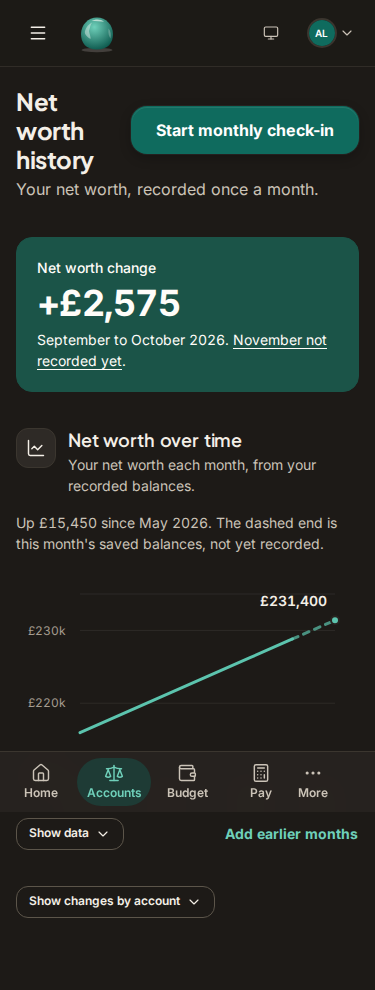 AL
Net
worth
history
Start monthly check-in
Your net worth, recorded once a month.
Net worth change
+£2,575
September to October 2026. November not
recorded yet.
Net worth over time
Your net worth each month, from your
recorded balances.
Up £15,450 since May 2026. The dashed end is
this month's saved balances, not yet recorded.
£231,400
£230k
£220k
Home
Accounts
Budget
Pay
More
Show data
Add earlier months
Show changes by account